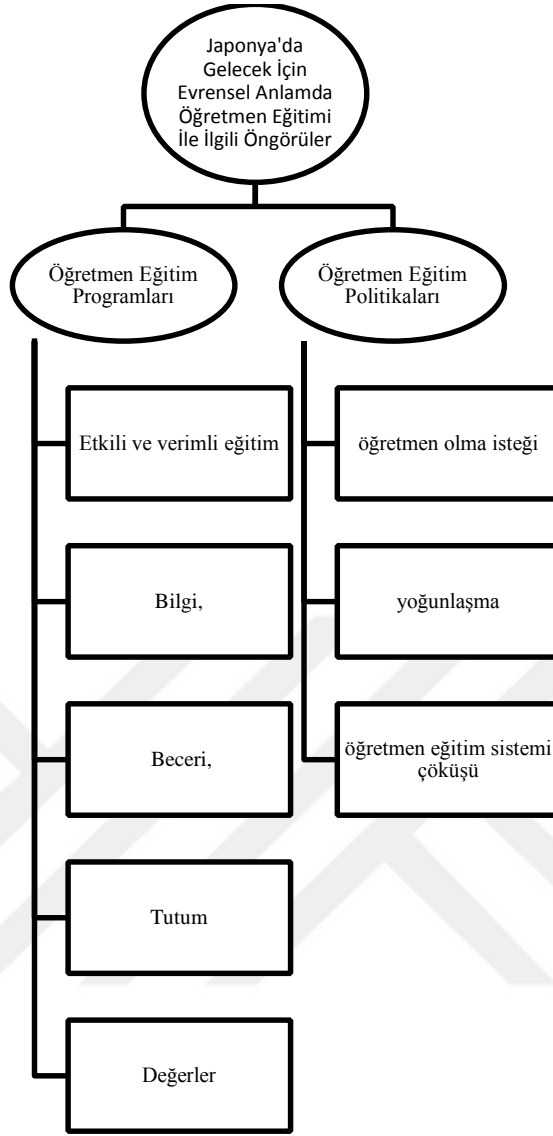 Japonya'da
Gelecek İçin
Evrensel Anlamda
Öğretmen Eğitimi
İle İlgili Öngörüler
Öğretmen Eğitim
Programları
Öğretmen Eğitim
Politikaları
Etkili ve verimli eğitim
Bilgi,
Beceri,
Tutum
Değerler
öğretmen olma isteği
yoğunlaşma
öğretmen eğitim sistemi
çöküşü